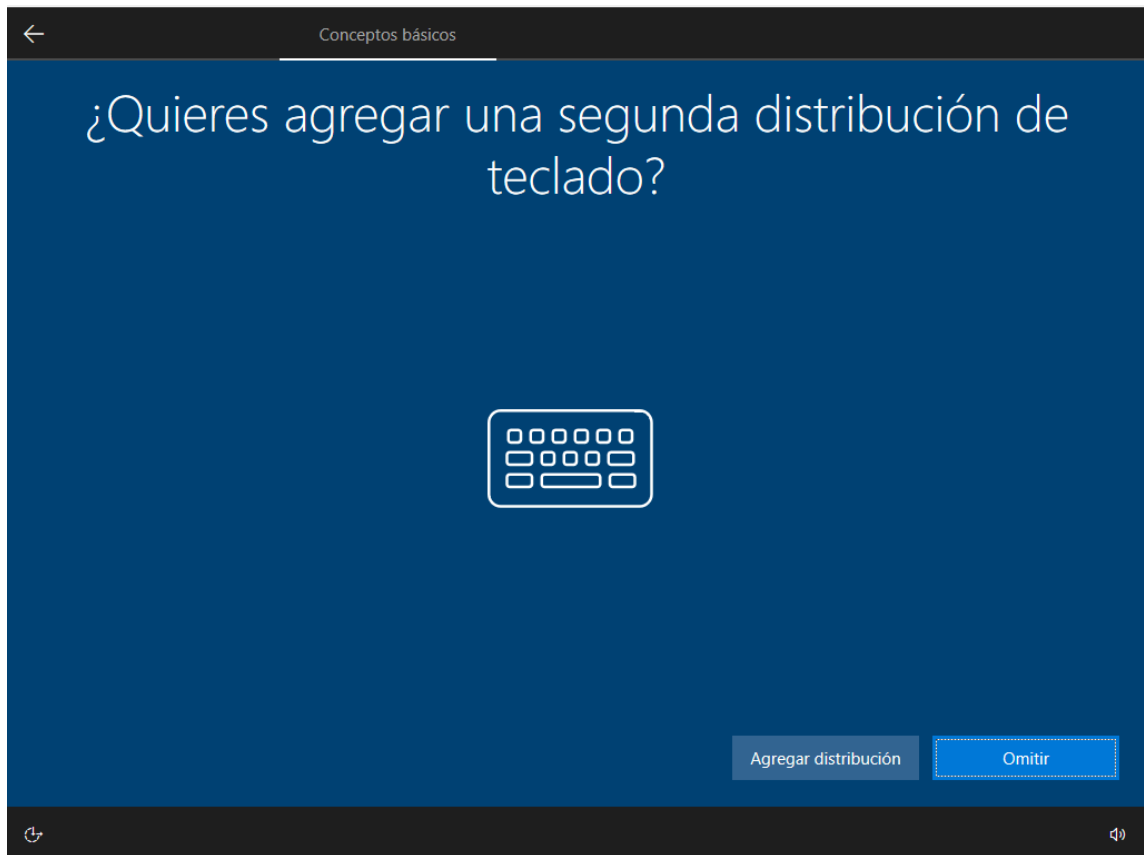 Conceptos básicos
¿Quieres agregar una segunda distribución de
teclado?
Agregar distribución
Omitir